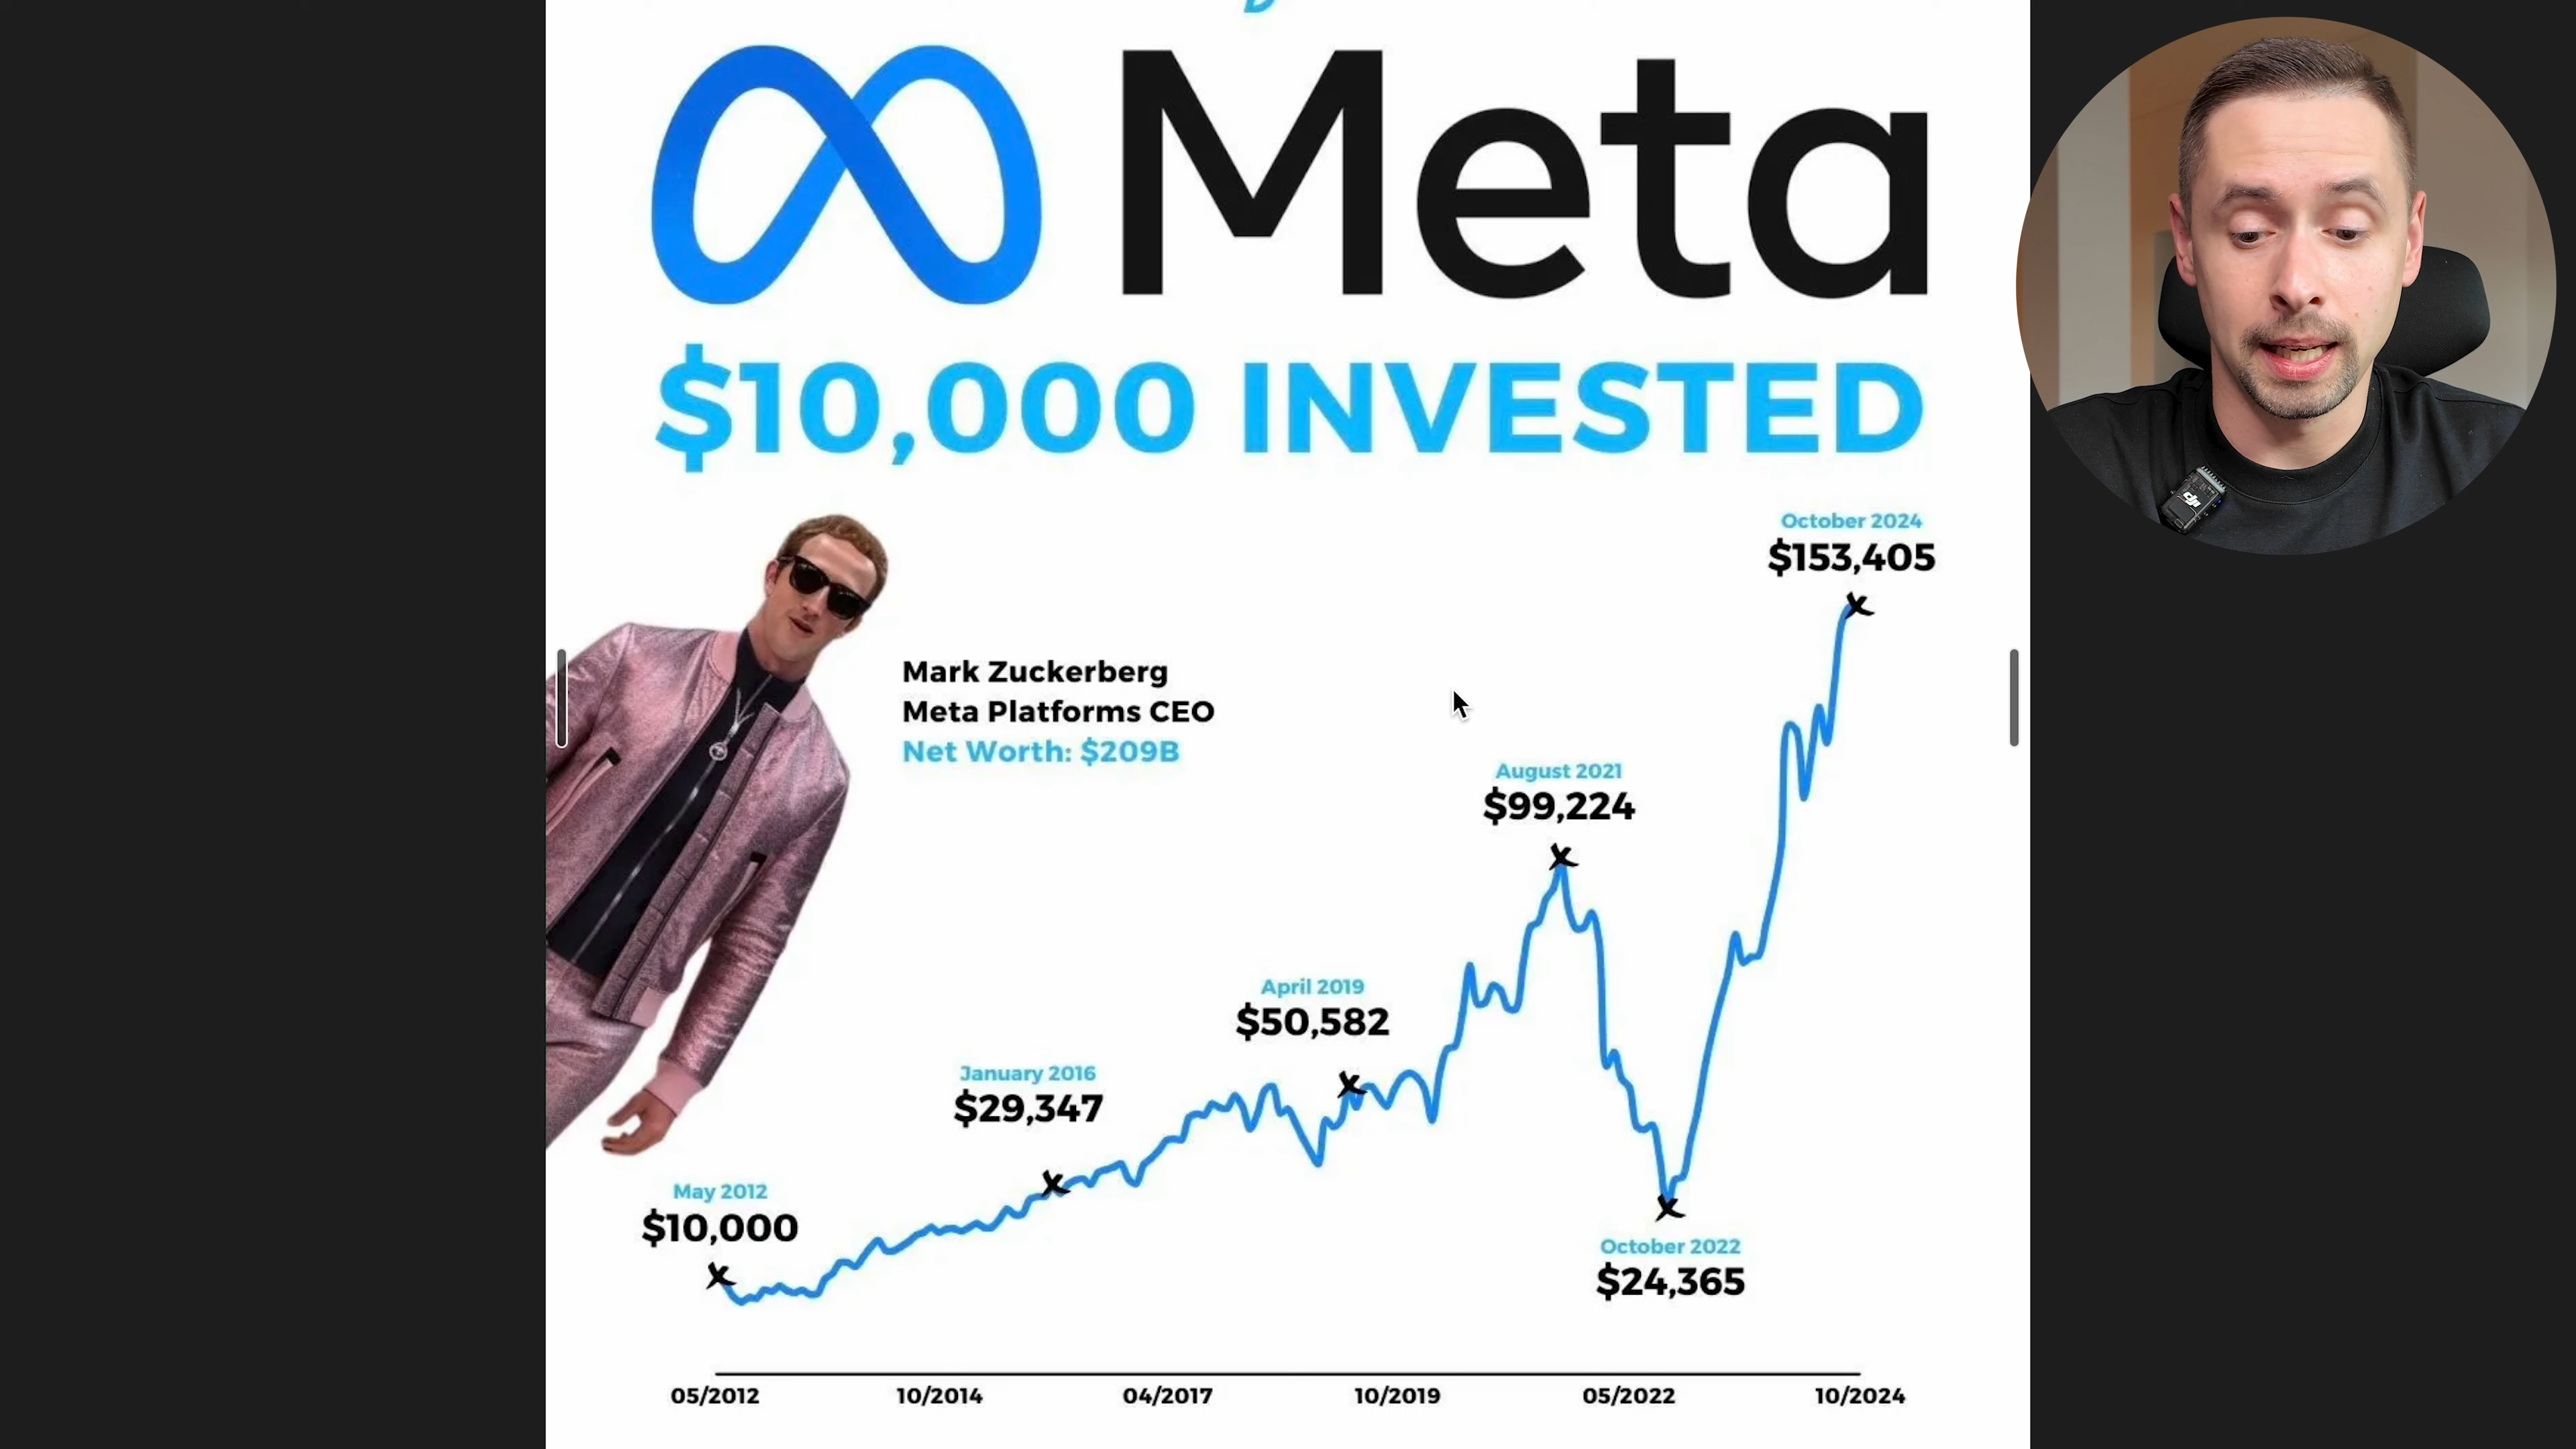 Meta
$10,000 INVESTED
October 2024
$153,405
Mark Zuckerberg
Meta Platforms CEO
Net Worth: $209B
August 2021
$99,224
April 2019
$50,582
January 2016
$29,347
May 2012
$10,000
October 2022
$24,365
05/2012 10/2014 04/2017 10/2019 05/2022 10/2024
dji